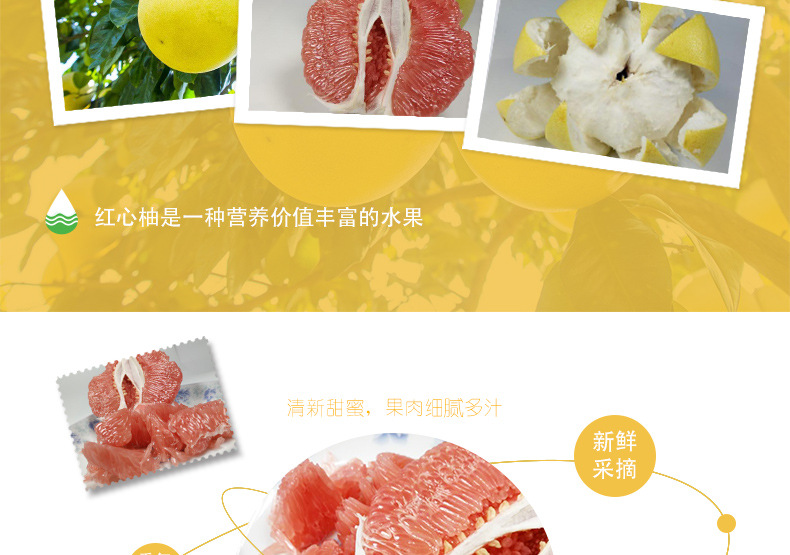 红心柚是一种营养价值丰富的水果
清新甜蜜，果肉细腻多汁
新鲜
采摘